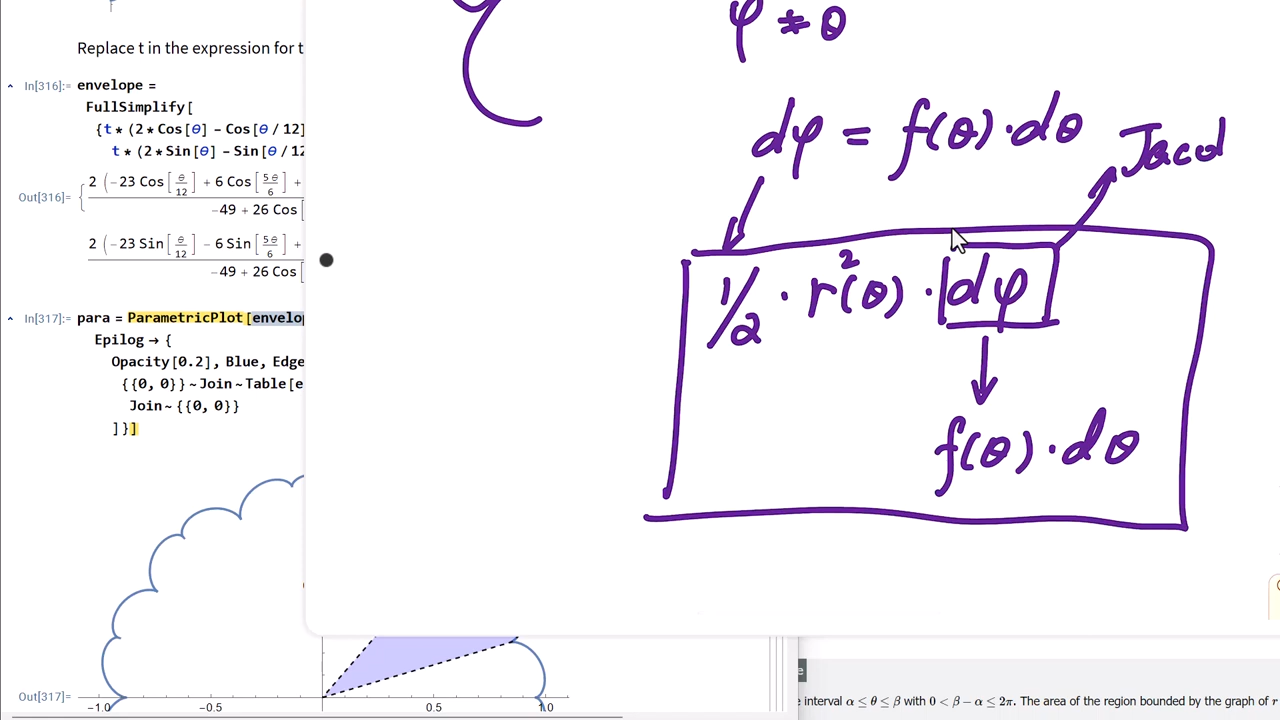 Replace t in the expression for t
In[316]:= envelope =
FullSimplify[
{t* (2*Cos[θ] - Cos[θ/12]
t* (2*Sin[θ] - Sin[θ/12
Out[316]= { 2 (-23 Cos[θ/12] + 6 Cos[5θ/6] +
-49 + 26 Cos[
2 (-23 Sin[θ/12] - 6 Sin[5θ/6] +
-49 + 26 Cos[
In[317]:= para = ParametricPlot[envelop
Epilog → {
Opacity[0.2], Blue, Edge
{{0, 0}} ~Join~Table[e
Join~ {{0, 0}}
]}]
Out[317]=
-1.0 -0.5 0.5 1.0
φ ≠ θ
dφ = f(θ)·dθ
1/2 · r²(θ) · dφ
f(θ)·dθ
e
e interval α ≤ θ ≤ β with 0 < β − α ≤ 2π. The area of the region bounded by the graph of r